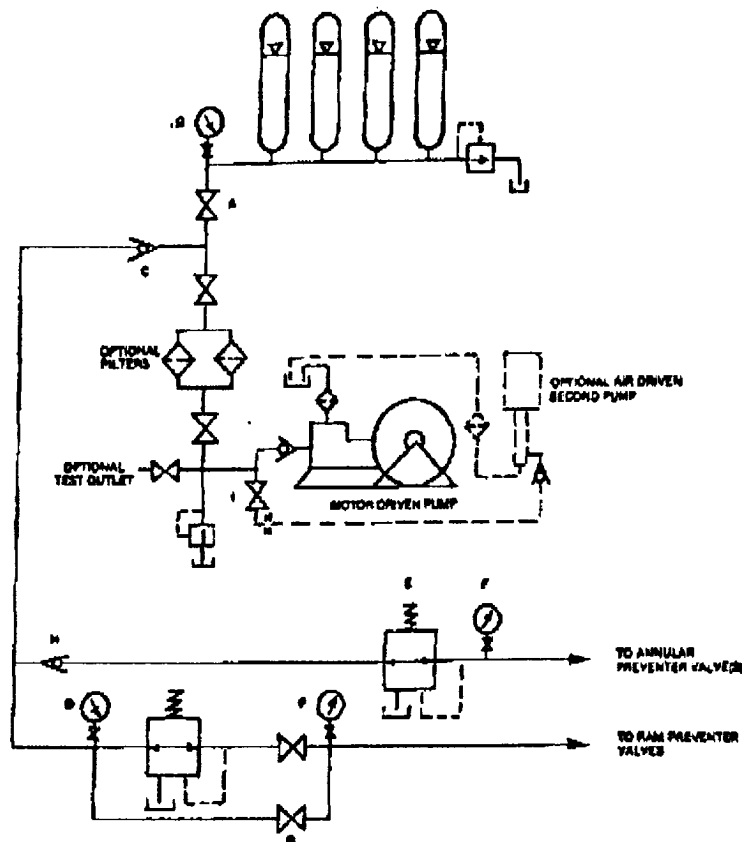 A
C
OPTIONAL
FILTERS
OPTIONAL AIR DRIVEN
SECOND PUMP
OPTIONAL
TEST OUTLET
MOTOR DRIVEN PUMP
E
F
H
TO ANNULAR
PREVENTER VALVE(S)
F
TO RAM PREVENTER
VALVES